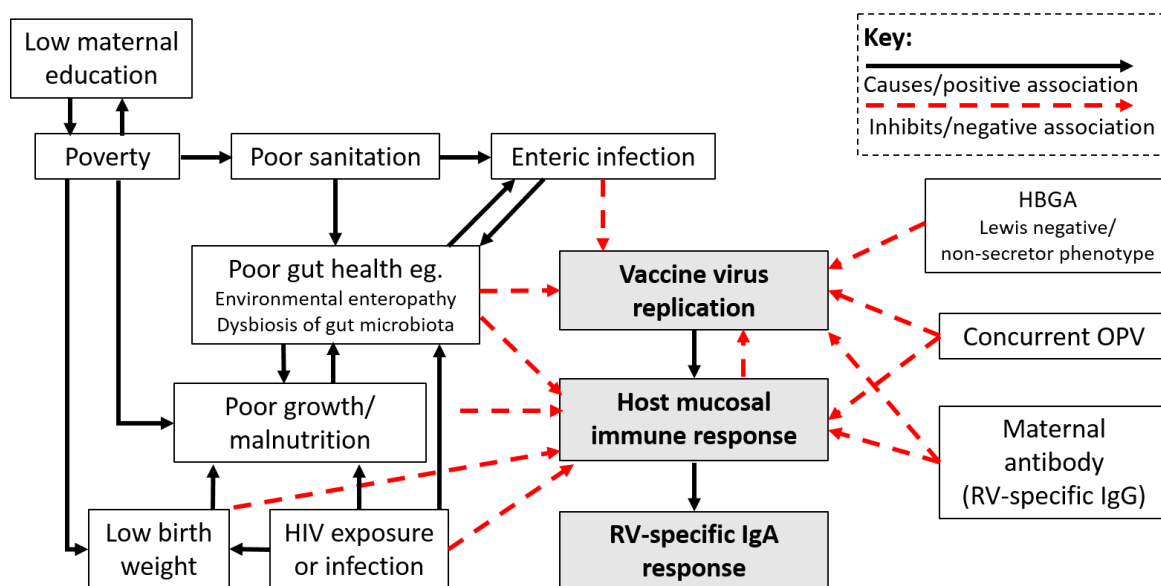 Low maternal
education
Key:
Causes/positive association
Inhibits/negative association
Poverty
Poor sanitation
Enteric infection
HBGA
Lewis negative/
non-secretor phenotype
Poor gut health eg.
Environmental enteropathy
Dysbiosis of gut microbiota
Vaccine virus
replication
Concurrent OPV
Poor growth/
malnutrition
Host mucosal
immune response
Maternal
antibody
(RV-specific IgG)
Low birth
weight
HIV exposure
or infection
RV-specific IgA
response